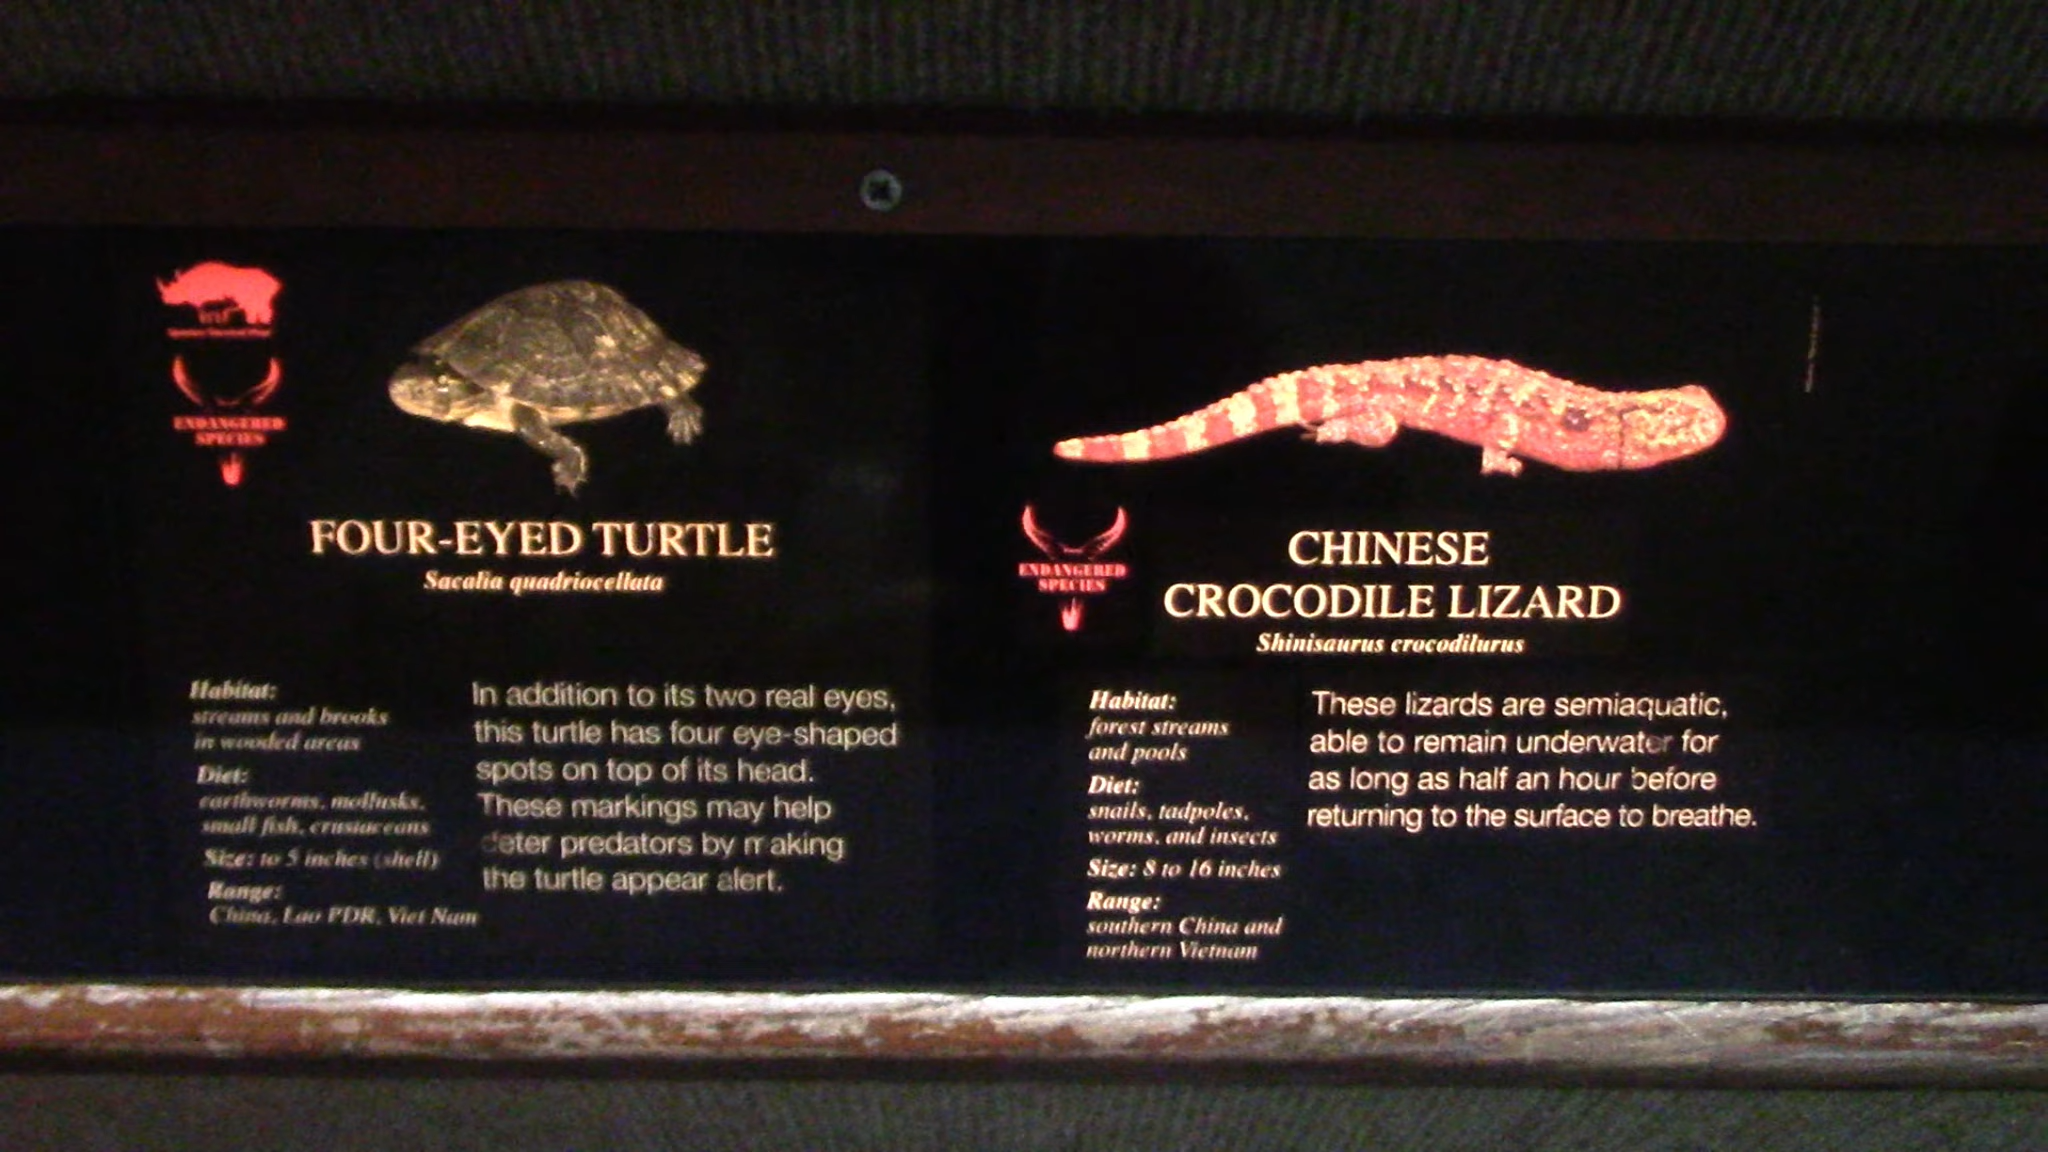 ENDANGERED
SPECIES
FOUR-EYED TURTLE
Sacalia quadriocellata
Habitat:
streams and brooks
in wooded areas
Diet:
earthworms, mollusks,
small fish, crustaceans
Size: to 5 inches (shell)
Range:
China, Lao PDR, Viet Nam
In addition to its two real eyes,
this turtle has four eye-shaped
spots on top of its head.
These markings may help
deter predators by making
the turtle appear alert.
ENDANGERED
SPECIES
CHINESE
CROCODILE LIZARD
Shinisaurus crocodilurus
Habitat:
forest streams
and pools
Diet:
snails, tadpoles,
worms, and insects
Size: 8 to 16 inches
Range:
southern China and
northern Vietnam
These lizards are semiaquatic,
able to remain underwater for
as long as half an hour before
returning to the surface to breathe.